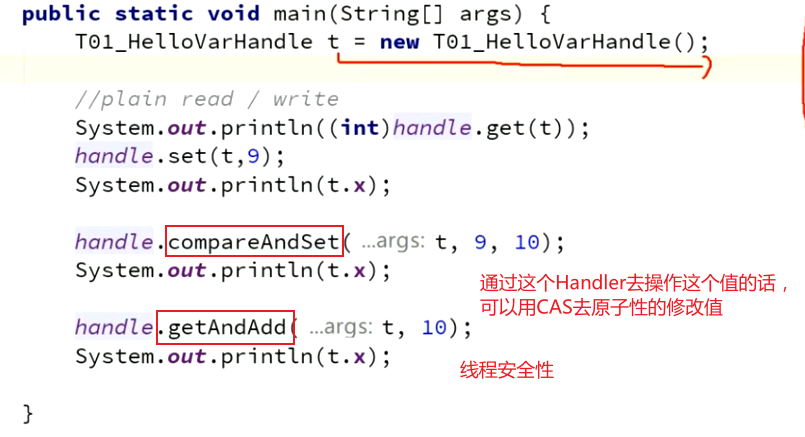 public static void main(String[] args) {
T01_HelloVarHandle t = new T01_HelloVarHandle();
//plain read / write
System.out.println((int)handle.get(t));
handle.set(t,9);
System.out.println(t.x);
handle.compareAndSet( ...args: t, 9, 10);
System.out.println(t.x);
通过这个Handler去操作这个值的话，
可以用CAS去原子性的修改值
handle.getAndAdd( ...args: t, 10);
System.out.println(t.x);
线程安全性
}